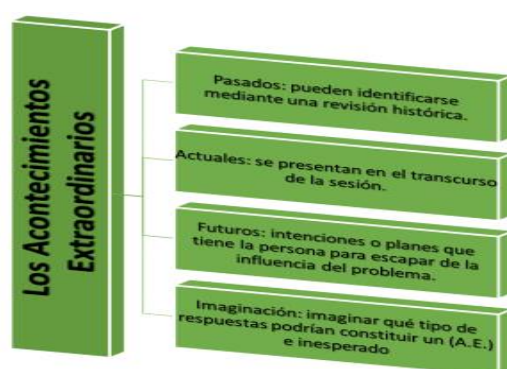 Los Acontecimientos
Extraordinarios
Pasados: pueden identificarse
mediante una revisión histórica.
Actuales: se presentan en el transcurso
de la sesión.
Futuros: intenciones o planes que
tiene la persona para escapar de la
influencia del problema.
Imaginación: imaginar qué tipo de
respuestas podrían constituir un (A.E.)
e inesperado